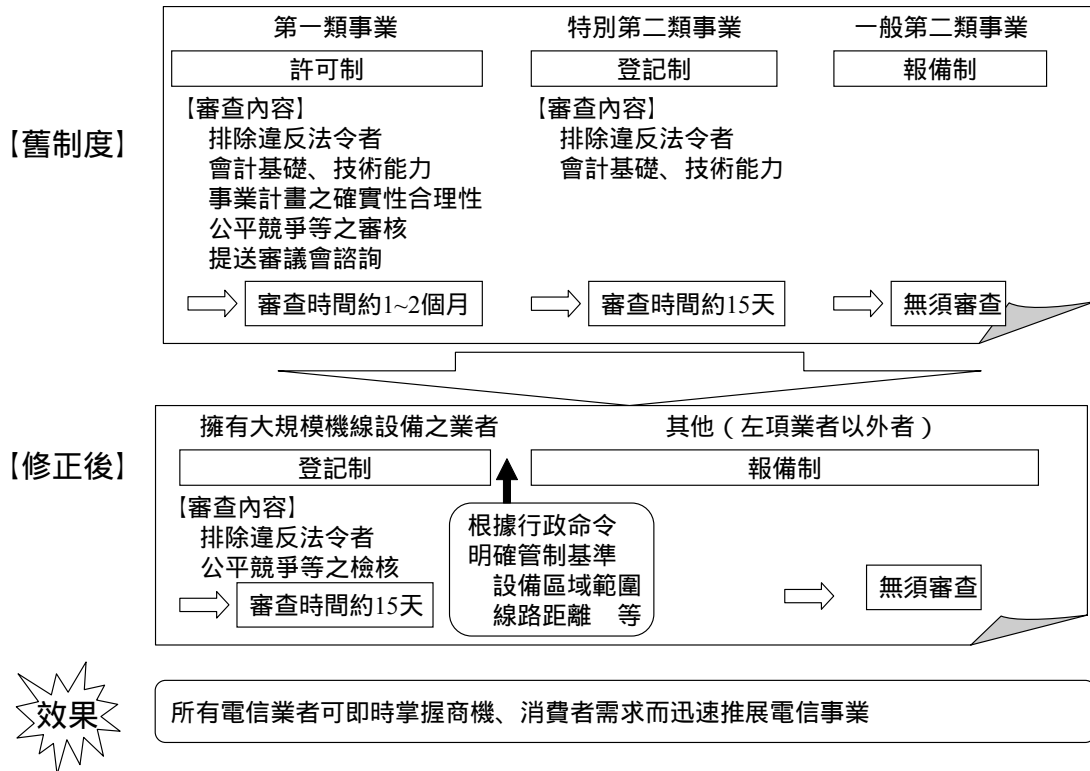 第一類事業
特別第二類事業
一般第二類事業
許可制
登記制
報備制
【舊制度】
【審查內容】
排除違反法令者
會計基礎、技術能力
事業計畫之確實性合理性
公平競爭等之審核
提送審議會諮詢
【審查內容】
排除違反法令者
會計基礎、技術能力
審查時間約1~2個月
審查時間約15天
無須審查
擁有大規模機線設備之業者
其他（左項業者以外者）
【修正後】
登記制
報備制
【審查內容】
排除違反法令者
公平競爭等之檢核
審查時間約15天
根據行政命令
明確管制基準
設備區域範圍
線路距離　等
無須審查
效果
所有電信業者可即時掌握商機、消費者需求而迅速推展電信事業